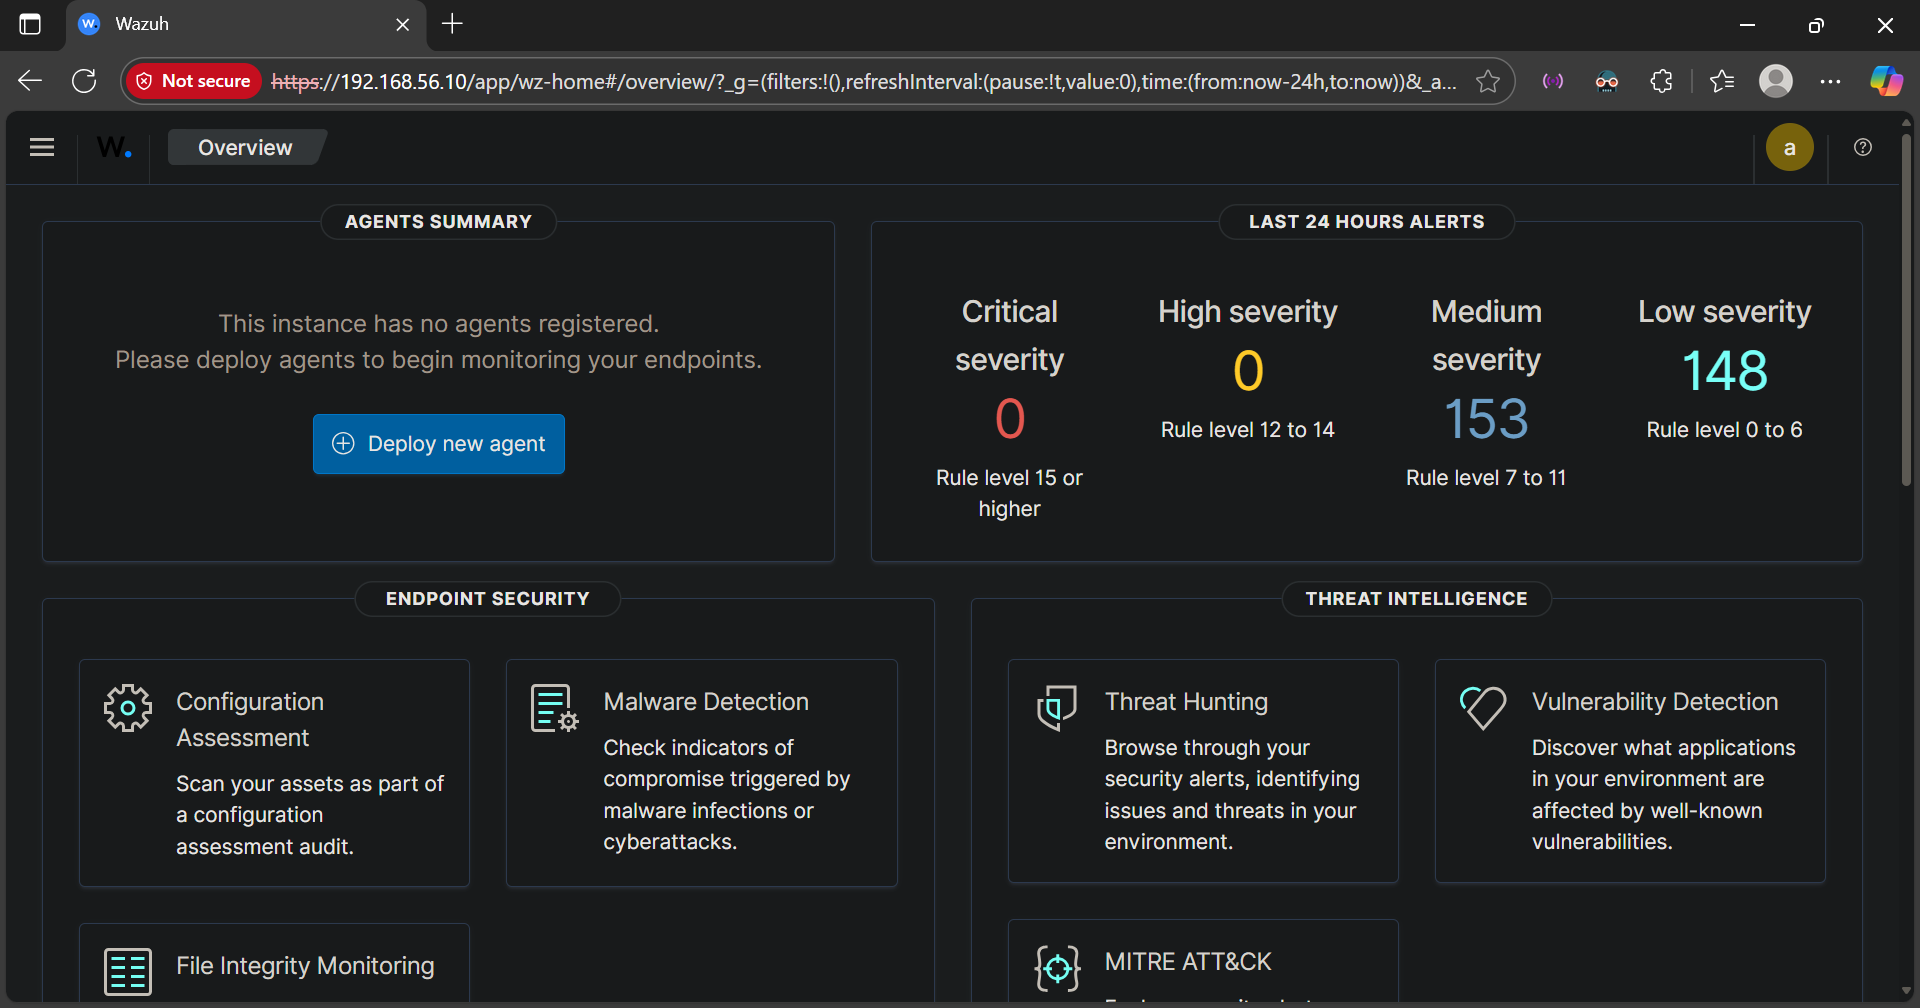 Wazuh
Not secure
https://192.168.56.10/app/wz-home#/overview/?_g=(filters:!(),refreshInterval:(pause:!t,value:0),time:(from:now-24h,to:now))&_a...
W.
Overview
a
AGENTS SUMMARY
This instance has no agents registered.
Please deploy agents to begin monitoring your endpoints.
Deploy new agent
LAST 24 HOURS ALERTS
Critical
severity
0
Rule level 15 or
higher
High severity
0
Rule level 12 to 14
Medium
severity
153
Rule level 7 to 11
Low severity
148
Rule level 0 to 6
ENDPOINT SECURITY
Configuration
Assessment
Scan your assets as part of
a configuration
assessment audit.
Malware Detection
Check indicators of
compromise triggered by
malware infections or
cyberattacks.
File Integrity Monitoring
THREAT INTELLIGENCE
Threat Hunting
Browse through your
security alerts, identifying
issues and threats in your
environment.
Vulnerability Detection
Discover what applications
in your environment are
affected by well-known
vulnerabilities.
MITRE ATT&CK